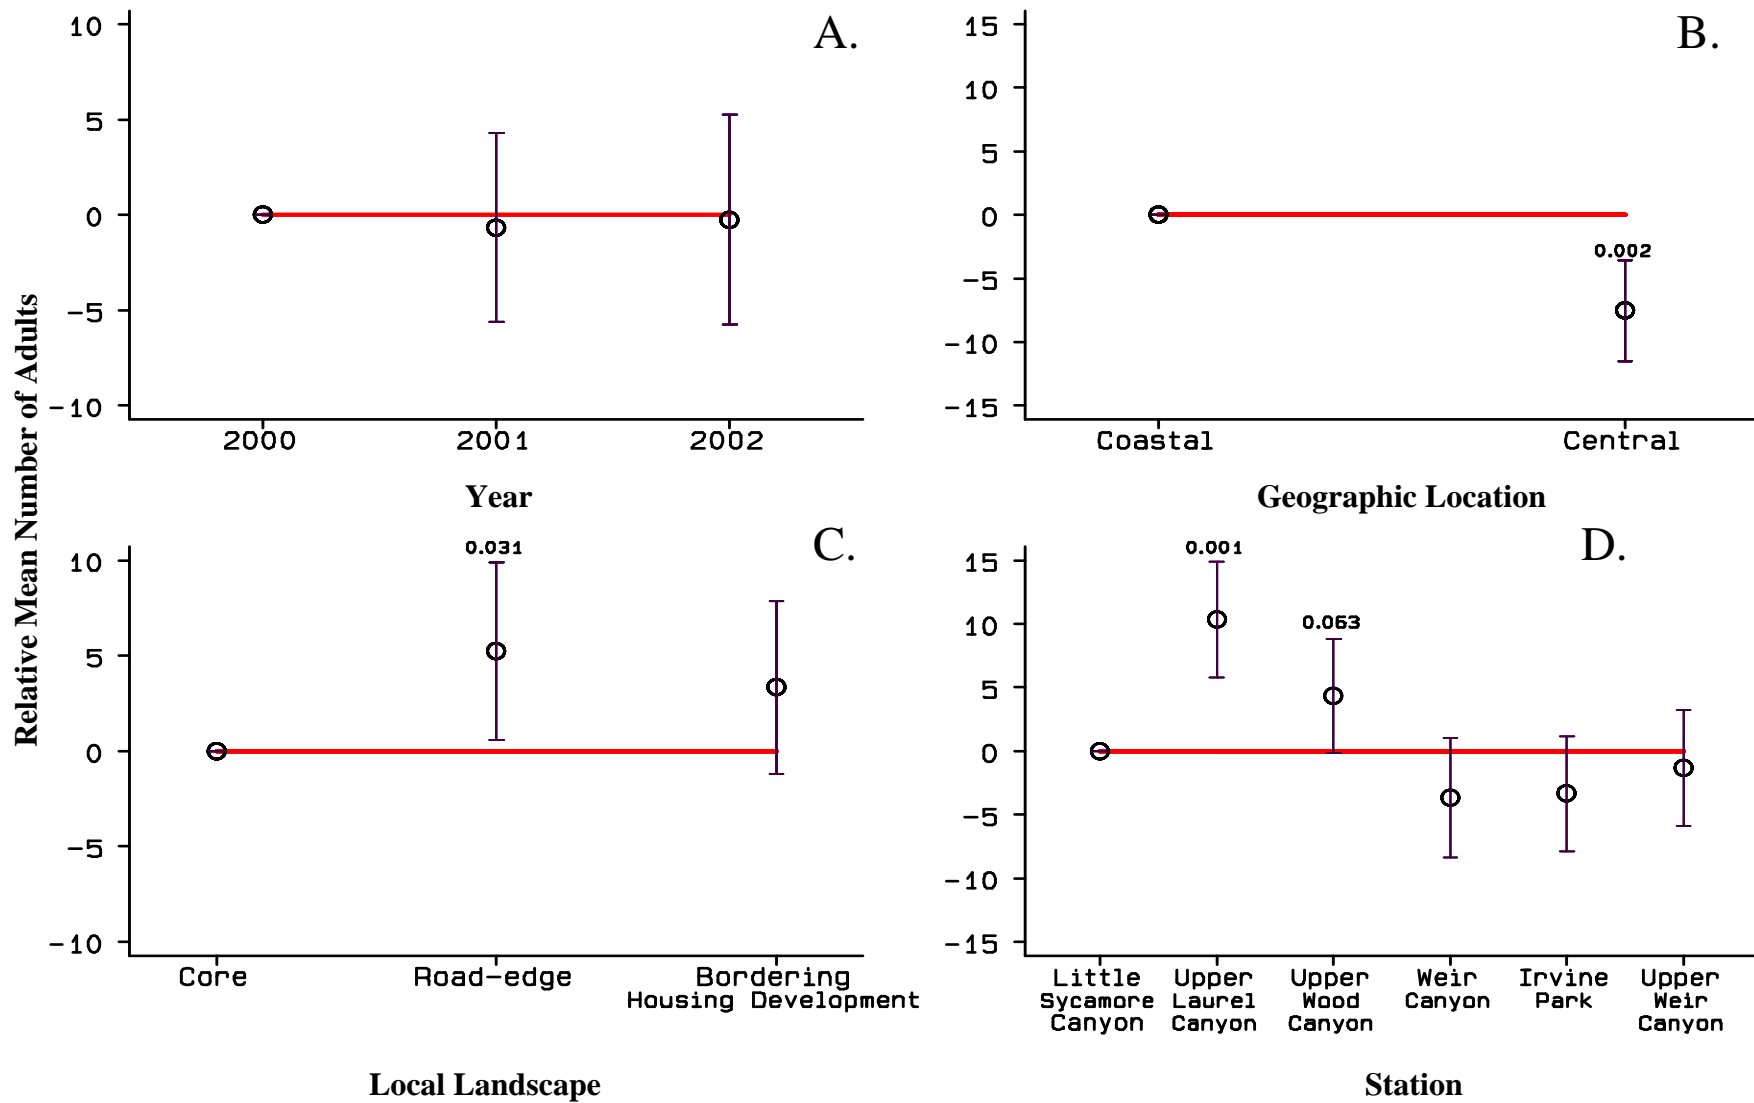 Relative Mean Number of Adults
A.
10
5
0
−5
−10
2000 2001 2002
Year
B.
15
10
5
0
−5
−10
−15
0.002
Coastal Central
Geographic Location
C.
10
5
0
−5
−10
0.031
Core Road-edge Bordering
Housing Development
Local Landscape
D.
15
10
5
0
−5
−10
−15
0.001
0.063
Little Upper Upper Weir Irvine Upper
Sycamore Laurel Wood Canyon Park Weir
Canyon Canyon Canyon Canyon
Station